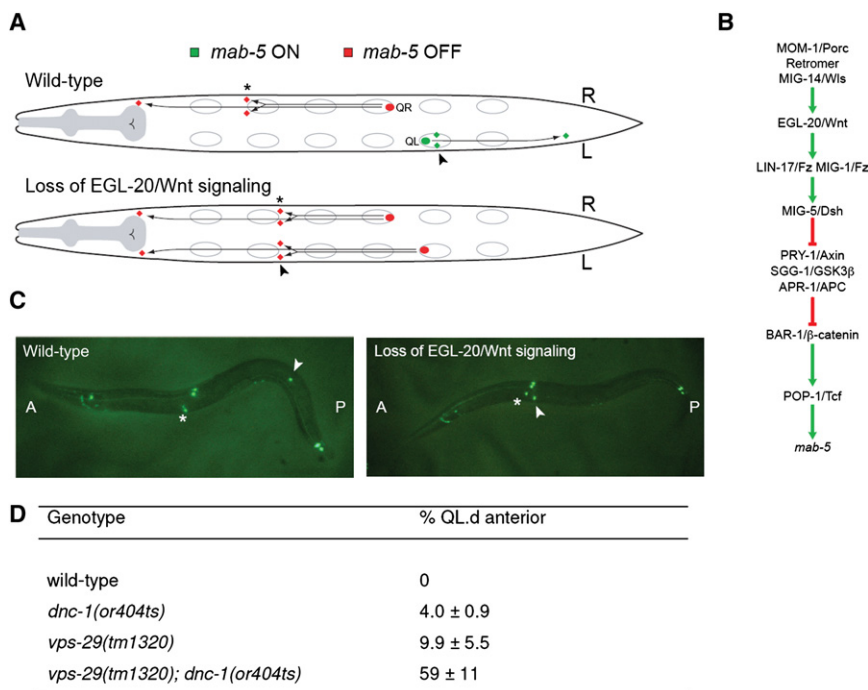 A
mab-5 ON mab-5 OFF
Wild-type
*
QR
R
QL
L
Loss of EGL-20/Wnt signaling
*
R
L
B
MOM-1/Porc
Retromer
MIG-14/Wls
EGL-20/Wnt
LIN-17/Fz MIG-1/Fz
MIG-5/Dsh
PRY-1/Axin
SGG-1/GSK3β
APR-1/APC
BAR-1/β-catenin
POP-1/Tcf
mab-5
C
Wild-type
A
P
*
Loss of EGL-20/Wnt signaling
A
P
*
D
Genotype % QL.d anterior
wild-type 0
dnc-1(or404ts) 4.0 ± 0.9
vps-29(tm1320) 9.9 ± 5.5
vps-29(tm1320); dnc-1(or404ts) 59 ± 11